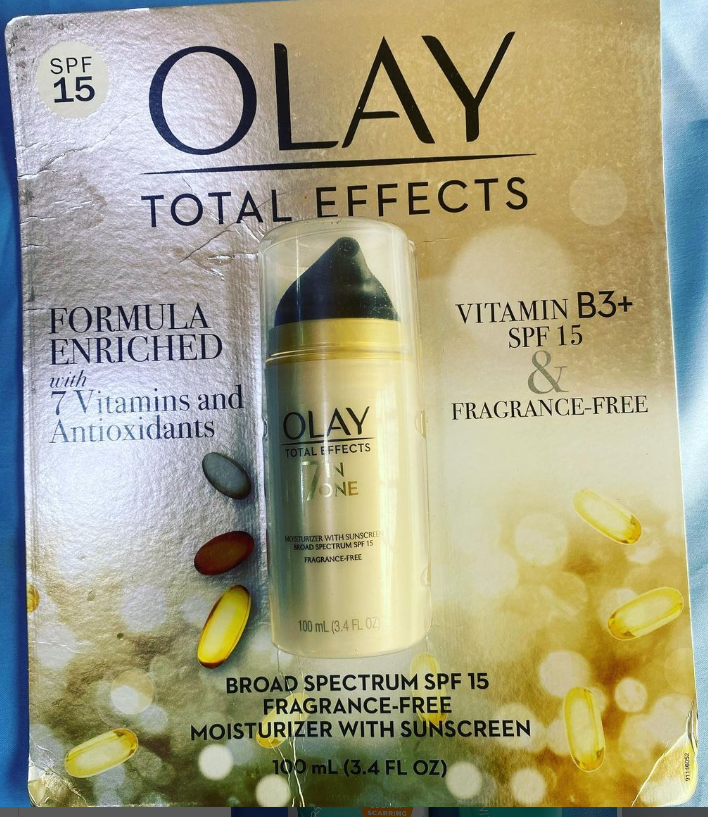 SPF
15
OLAY
TOTAL EFFECTS
FORMULA
ENRICHED
with
7 Vitamins and
Antioxidants
VITAMIN B3+
SPF 15
&
FRAGRANCE-FREE
OLAY
TOTAL EFFECTS
7 IN
ONE
MOISTURIZER WITH SUNSCREEN
BROAD SPECTRUM SPF 15
FRAGRANCE-FREE
100 mL (3.4 FL OZ)
BROAD SPECTRUM SPF 15
FRAGRANCE-FREE
MOISTURIZER WITH SUNSCREEN
100 mL (3.4 FL OZ)
SCARRING